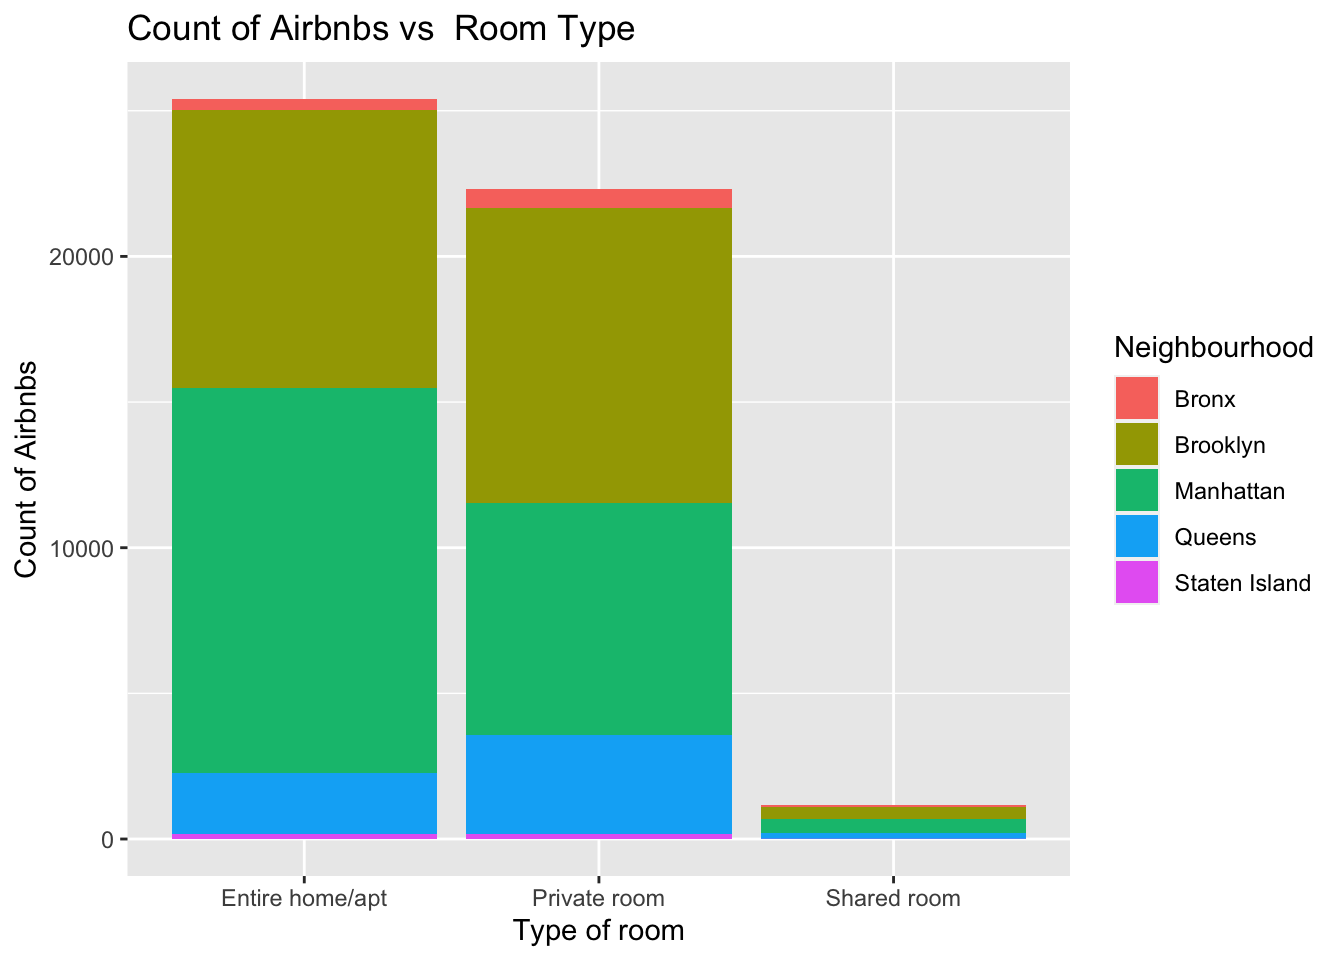 Count of Airbnbs vs  Room Type
Count of Airbnbs
20000
10000
0
Entire home/apt
Private room
Shared room
Type of room
Neighbourhood
Bronx
Brooklyn
Manhattan
Queens
Staten Island